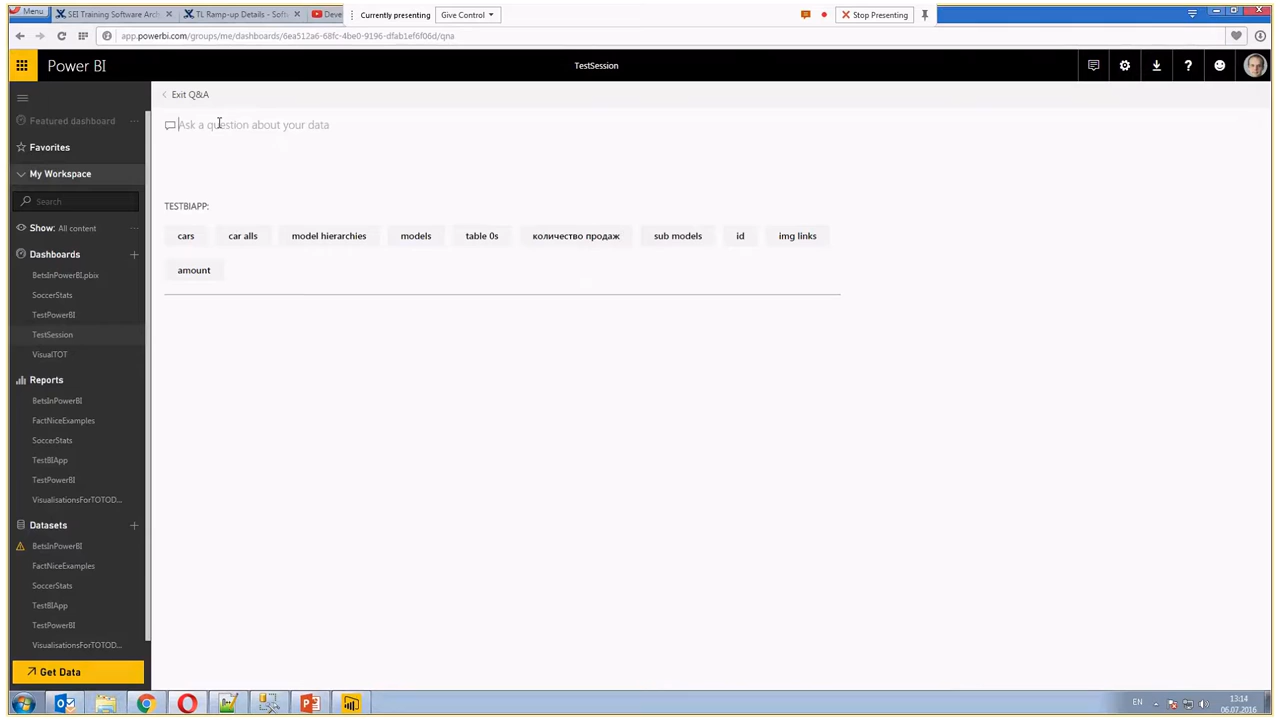 Menu
SEI Training Software Arch
TL Ramp-up Details - Softw
Deve
Currently presenting
Give Control
Stop Presenting
app.powerbi.com/groups/me/dashboards/6ea512a6-68fc-4be0-9196-dfab1ef6f06d/qna
Power BI
TestSession
Exit Q&A
Ask a question about your data
Featured dashboard
Favorites
My Workspace
Search
Show: All content
Dashboards
BetsInPowerBI.pbix
SoccerStats
TestPowerBI
TestSession
VisualTOT
Reports
BetsInPowerBI
FactNiceExamples
SoccerStats
TestBIApp
TestPowerBI
VisualisationsForTOTOD...
Datasets
BetsInPowerBI
FactNiceExamples
SoccerStats
TestBIApp
TestPowerBI
VisualisationsForTOTOD...
Get Data
TESTBIAPP:
cars
car alls
model hierarchies
models
table 0s
количество продаж
sub models
id
img links
amount
EN
13:14
06.07.2016